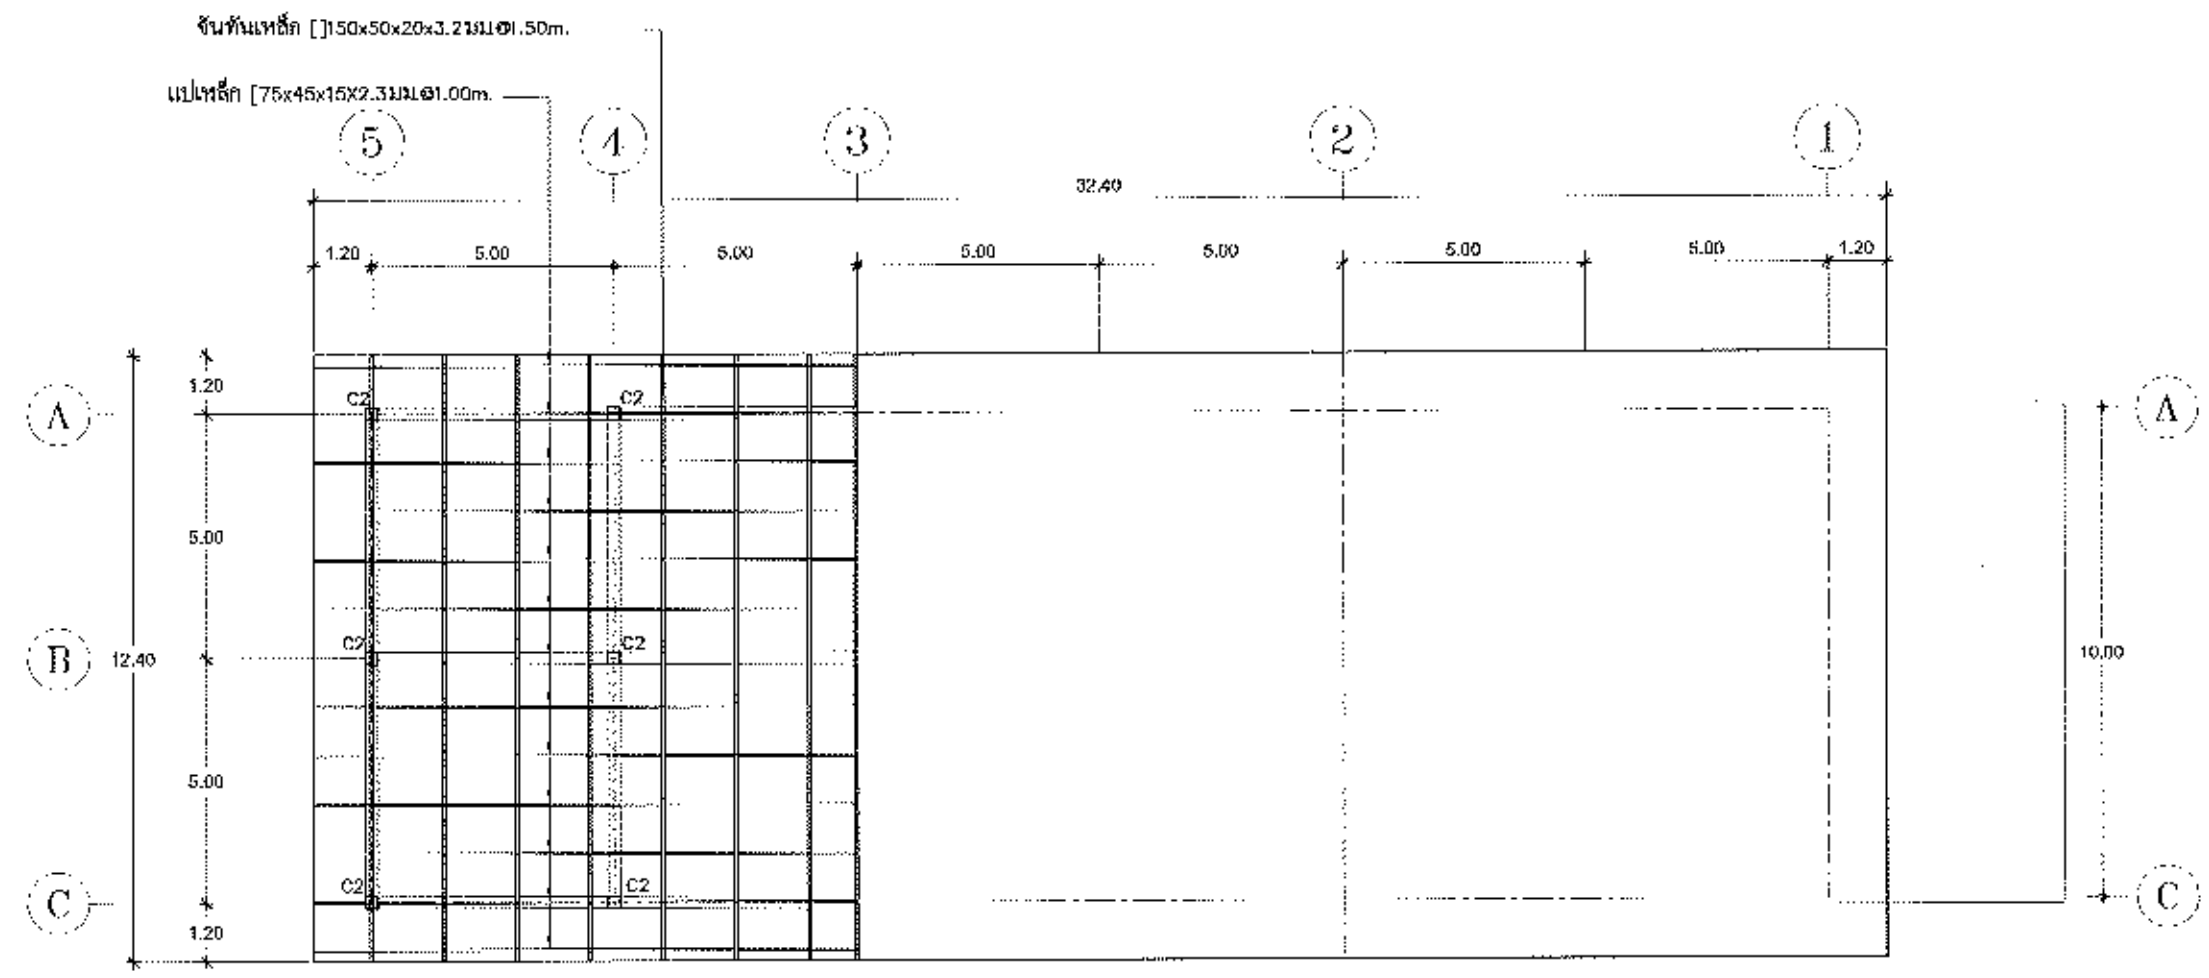 จันทันเหล็ก []150x50x20x3.2มม@1.50m.
แปเหล็ก [75x45x15X2.3มม@1.00m.
5 4 3 2 1
32.40
1.20 5.00 5.00 5.00 5.00 5.00 5.00 1.20
1.20
A C2 C2 A
5.00
B 12.40 C2 C2 10.00
5.00
C C2 C2 C
1.20